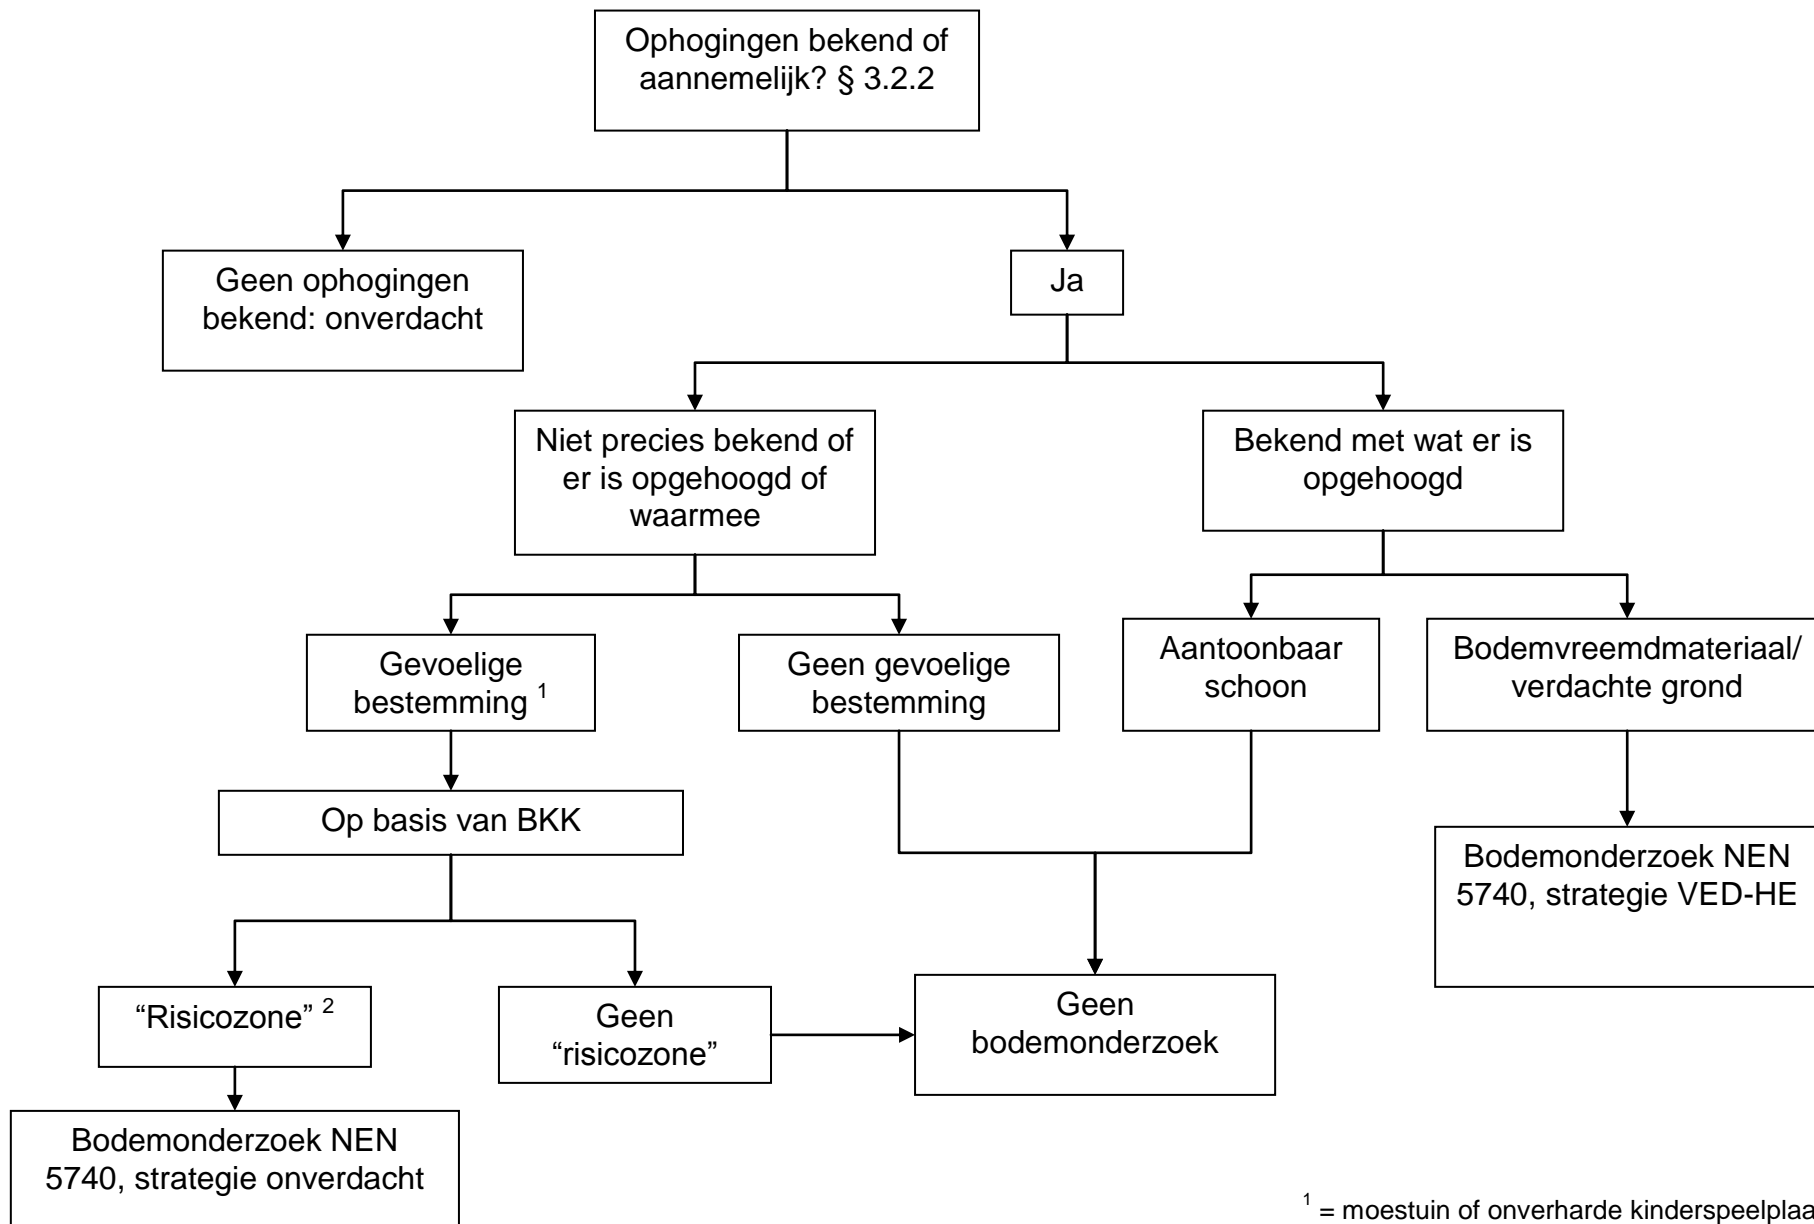 Ophogingen bekend of
aannemelijk? § 3.2.2
Geen ophogingen
bekend: onverdacht
Ja
Niet precies bekend of
er is opgehoogd of
waarmee
Bekend met wat er is
opgehoogd
Gevoelige
bestemming ¹
Geen gevoelige
bestemming
Aantoonbaar
schoon
Bodemvreemdmateriaal/
verdachte grond
Op basis van BKK
Bodemonderzoek NEN
5740, strategie VED-HE
“Risicozone” ²
Geen
“risicozone”
Geen
bodemonderzoek
Bodemonderzoek NEN
5740, strategie onverdacht
¹ = moestuin of onverharde kinderspeelplaa